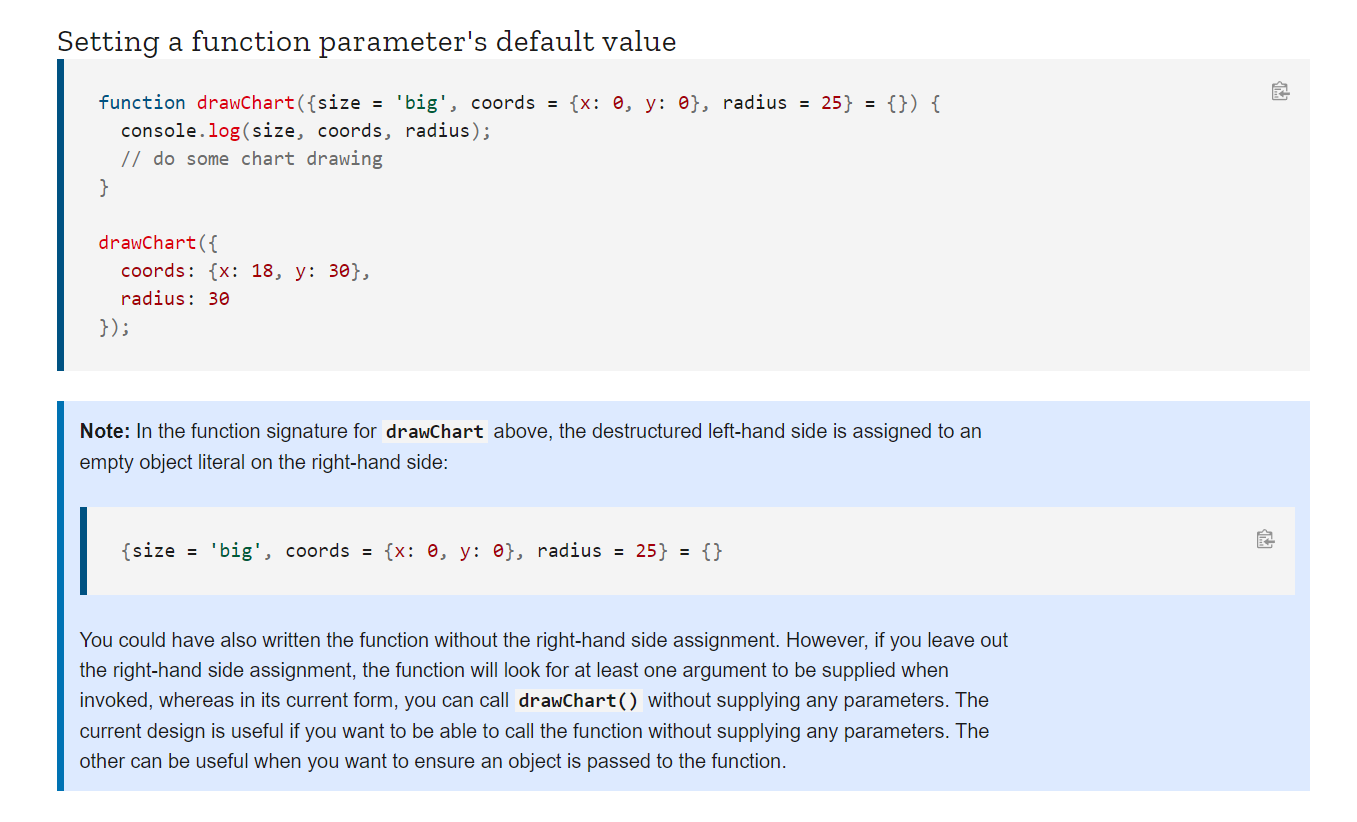 Setting a function parameter's default value
function drawChart({size = 'big', coords = {x: 0, y: 0}, radius = 25} = {}) {
  console.log(size, coords, radius);
  // do some chart drawing
}

drawChart({
  coords: {x: 18, y: 30},
  radius: 30
});
Note: In the function signature for drawChart above, the destructured left-hand side is assigned to an
empty object literal on the right-hand side:
{size = 'big', coords = {x: 0, y: 0}, radius = 25} = {}
You could have also written the function without the right-hand side assignment. However, if you leave out
the right-hand side assignment, the function will look for at least one argument to be supplied when
invoked, whereas in its current form, you can call drawChart() without supplying any parameters. The
current design is useful if you want to be able to call the function without supplying any parameters. The
other can be useful when you want to ensure an object is passed to the function.